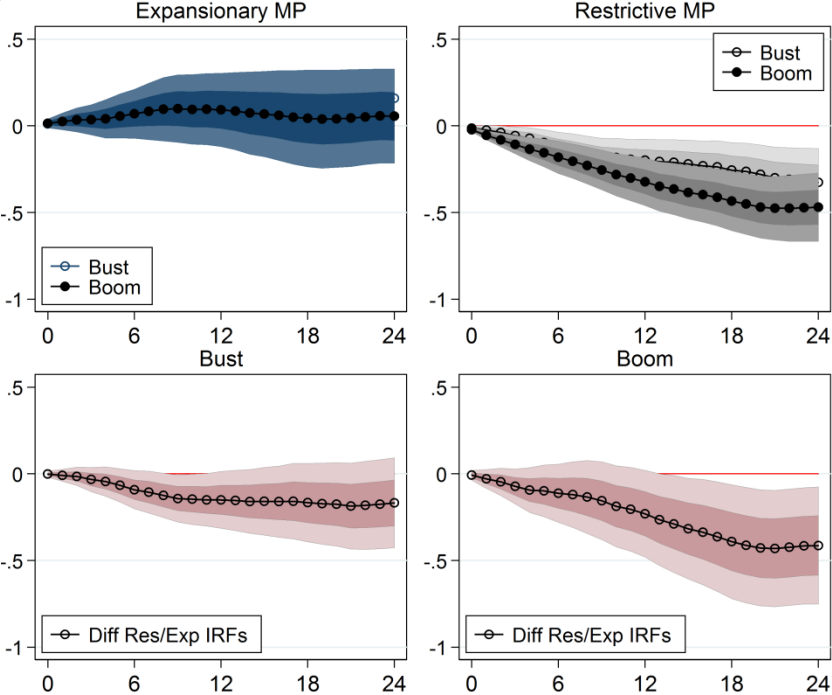 Expansionary MP
.5
0
-.5
-1
Bust
Boom
0 6 12 18 24
Restrictive MP
.5
0
-.5
-1
Bust
Boom
0 6 12 18 24
Bust
.5
0
-.5
-1
Diff Res/Exp IRFs
0 6 12 18 24
Boom
.5
0
-.5
-1
Diff Res/Exp IRFs
0 6 12 18 24